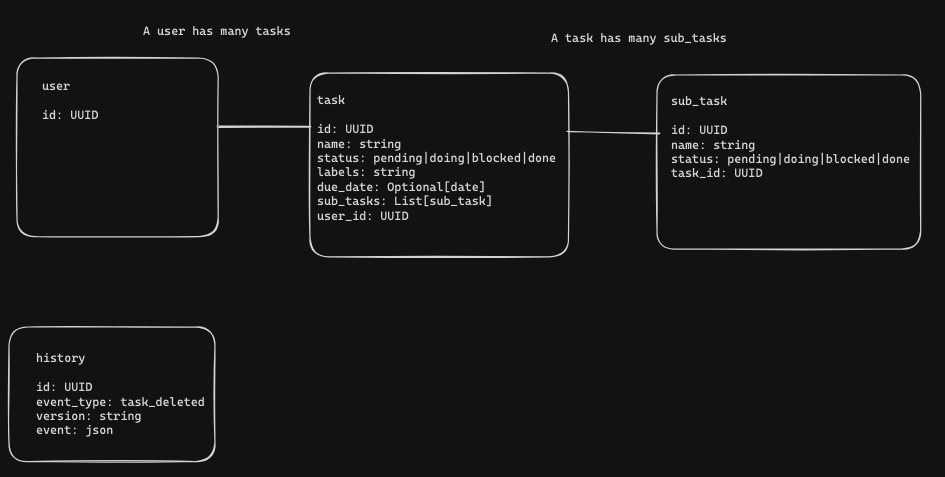 A user has many tasks
A task has many sub_tasks
user
id: UUID
task
id: UUID
name: string
status: pending|doing|blocked|done
labels: string
due_date: Optional[date]
sub_tasks: List[sub_task]
user_id: UUID
sub_task
id: UUID
name: string
status: pending|doing|blocked|done
task_id: UUID
history
id: UUID
event_type: task_deleted
version: string
event: json